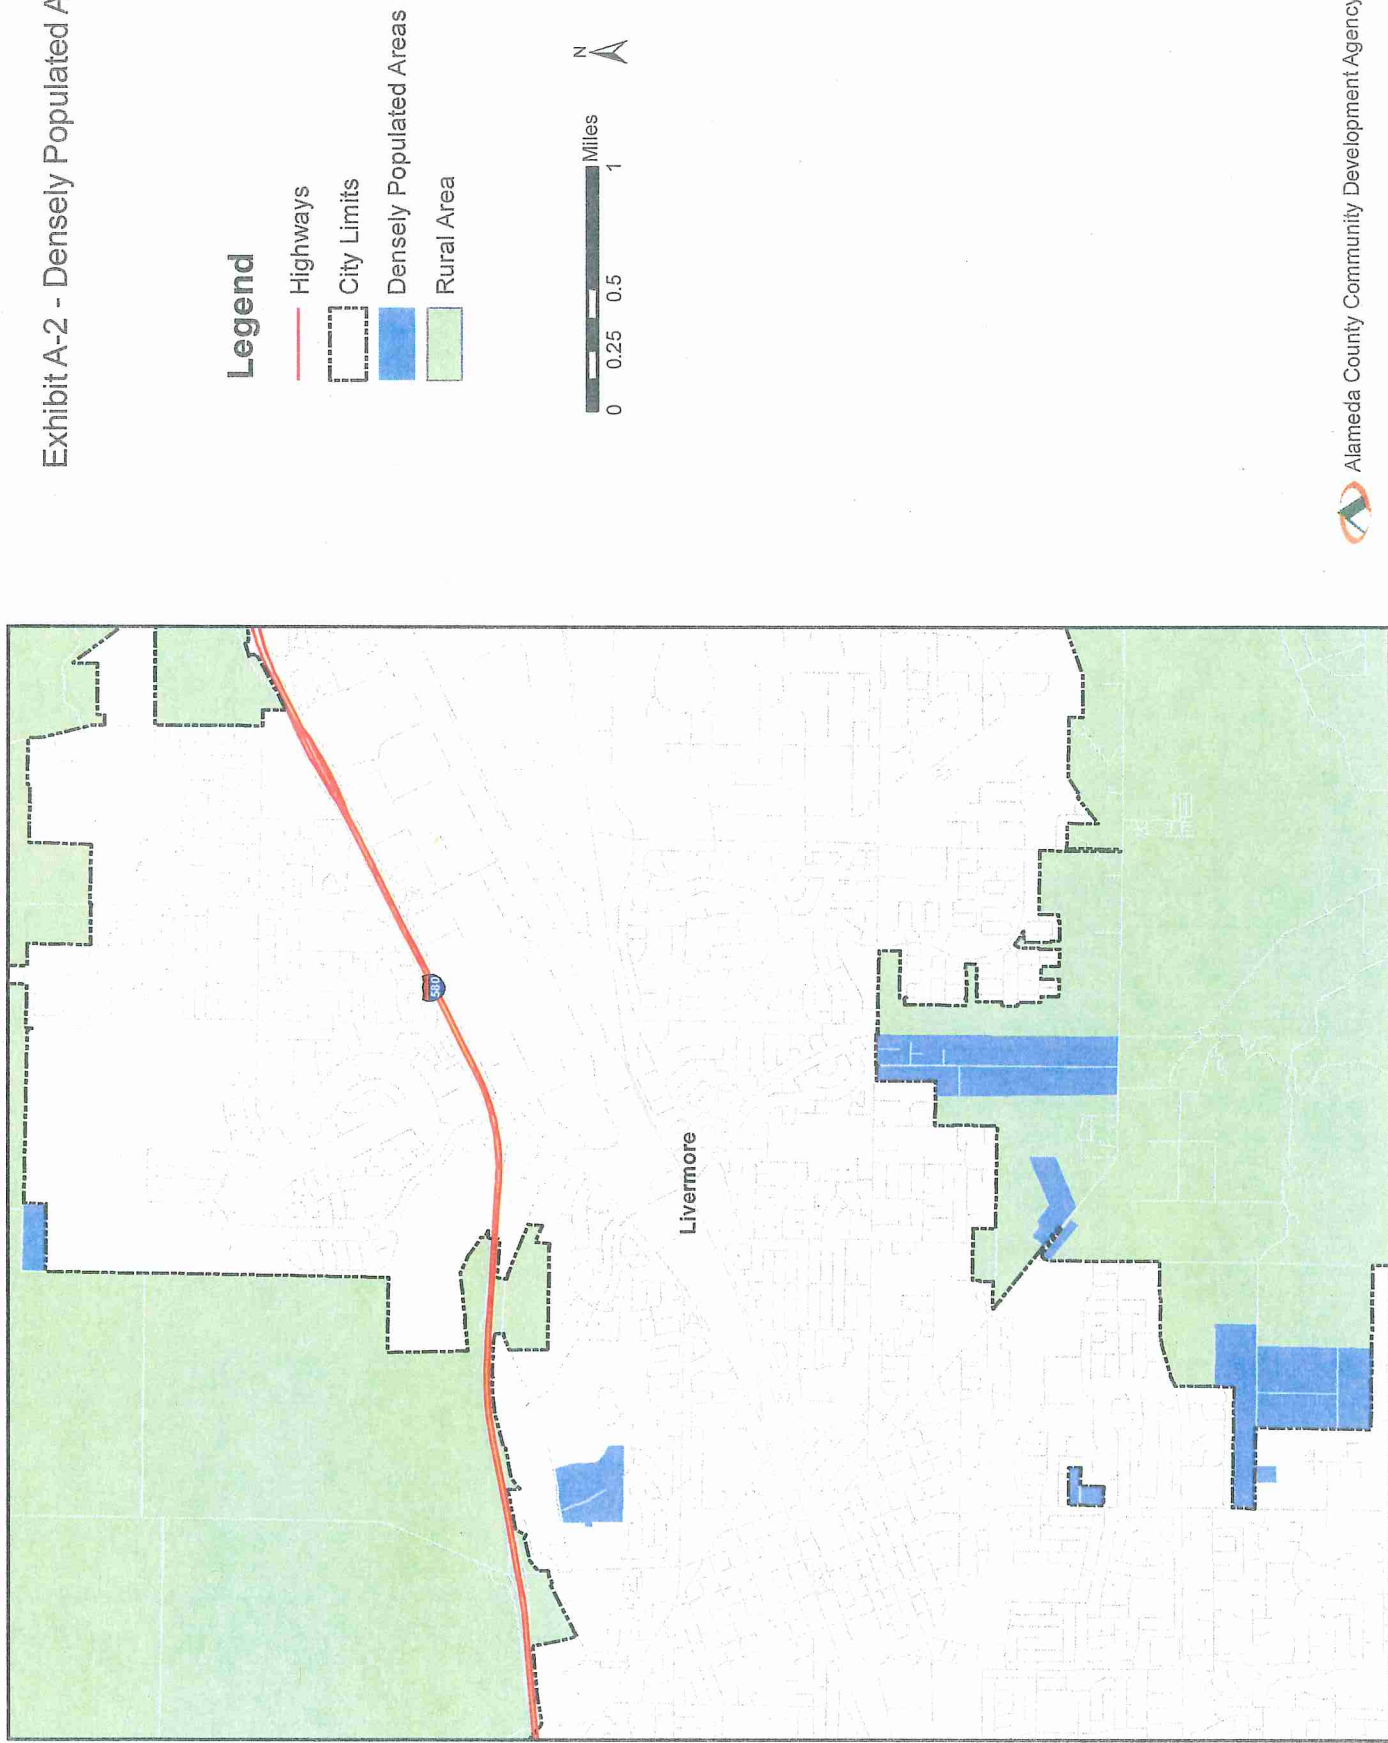 Exhibit A-2 - Densely Populated A
Legend
Highways
City Limits
Densely Populated Areas
Rural Area
N
Miles
0 0.25 0.5 1
580
Livermore
Alameda County Community Development Agency